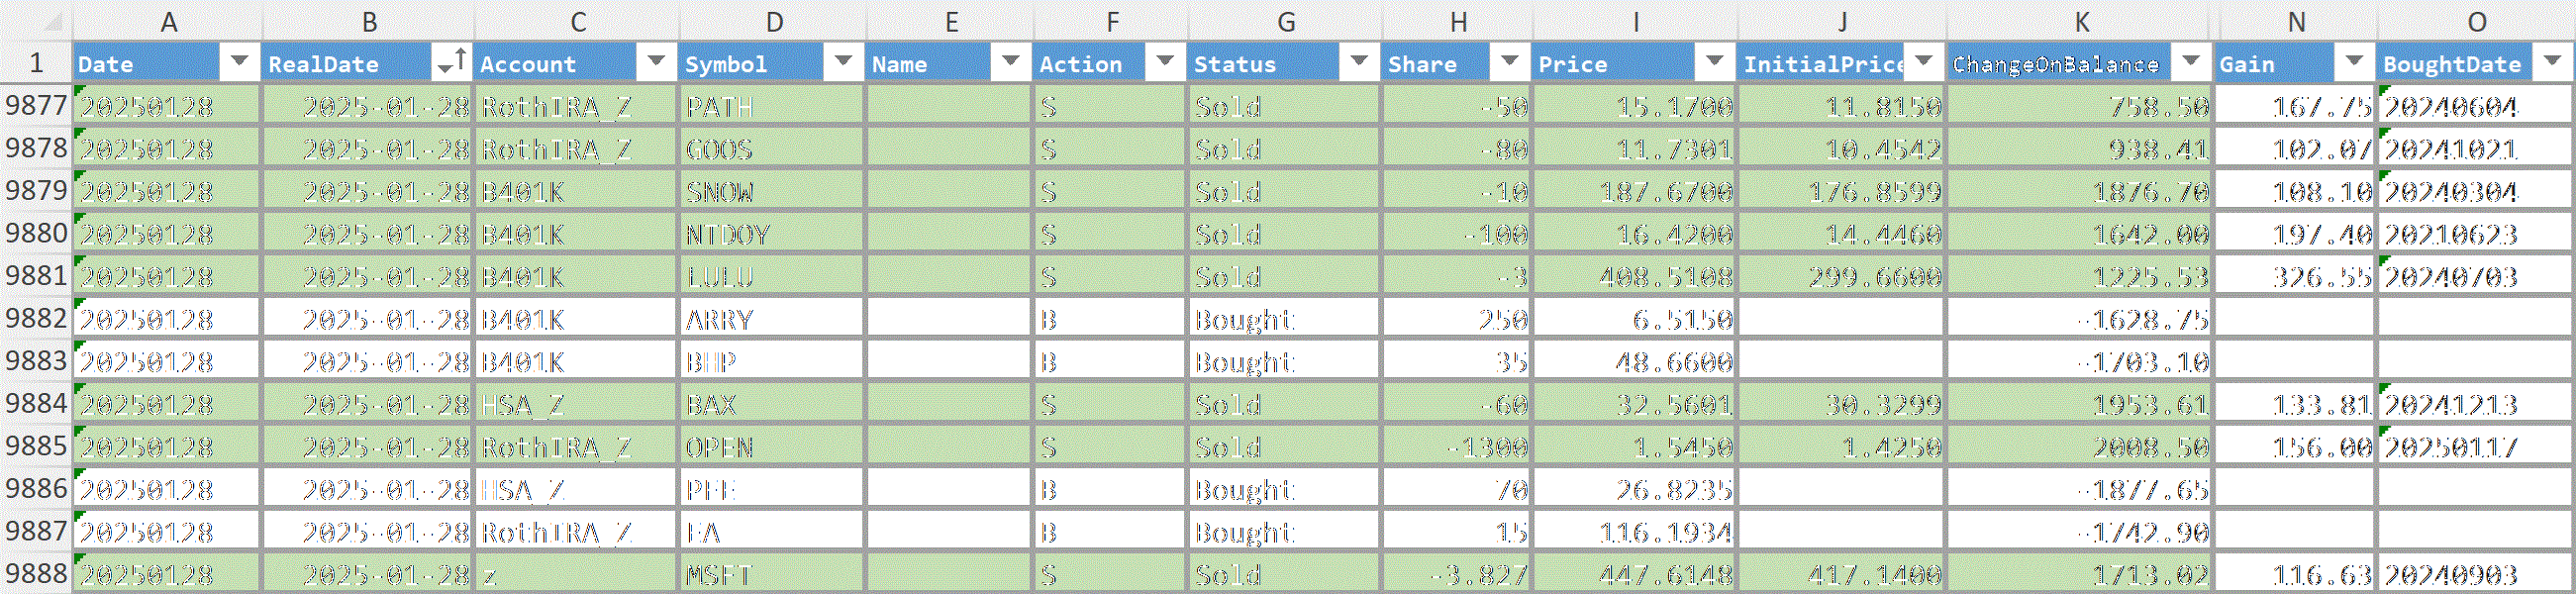 A B C D E F G H I J K N O
1 Date RealDate Account Symbol Name Action Status Share Price InitialPrice ChangeOnBalance Gain BoughtDate
9877 20250128 2025-01-28 RothIRA_Z PATH S Sold -50 15.1700 11.8150 758.50 167.75 20240604
9878 20250128 2025-01-28 RothIRA_Z GOOS S Sold -80 11.7301 10.4542 938.41 102.07 20241021
9879 20250128 2025-01-28 B401K SNOW S Sold -10 187.6700 176.8599 1876.70 108.10 20240304
9880 20250128 2025-01-28 B401K NTDOY S Sold -100 16.4200 14.4460 1642.00 197.40 20210623
9881 20250128 2025-01-28 B401K LULU S Sold -3 408.5108 299.6600 1225.53 326.55 20240703
9882 20250128 2025-01-28 B401K ARRY B Bought 250 6.5150 -1628.75
9883 20250128 2025-01-28 B401K BHP B Bought 35 48.6600 -1703.10
9884 20250128 2025-01-28 HSA_Z BAX S Sold -60 32.5601 30.3299 1953.61 133.81 20241213
9885 20250128 2025-01-28 RothIRA_Z OPEN S Sold -1300 1.5450 1.4250 2008.50 156.00 20250117
9886 20250128 2025-01-28 HSA_Z PFE B Bought 70 26.8235 -1877.65
9887 20250128 2025-01-28 RothIRA_Z EA B Bought 15 116.1934 -1742.90
9888 20250128 2025-01-28 z MSFT S Sold -3.827 447.6148 417.1400 1713.02 116.63 20240903